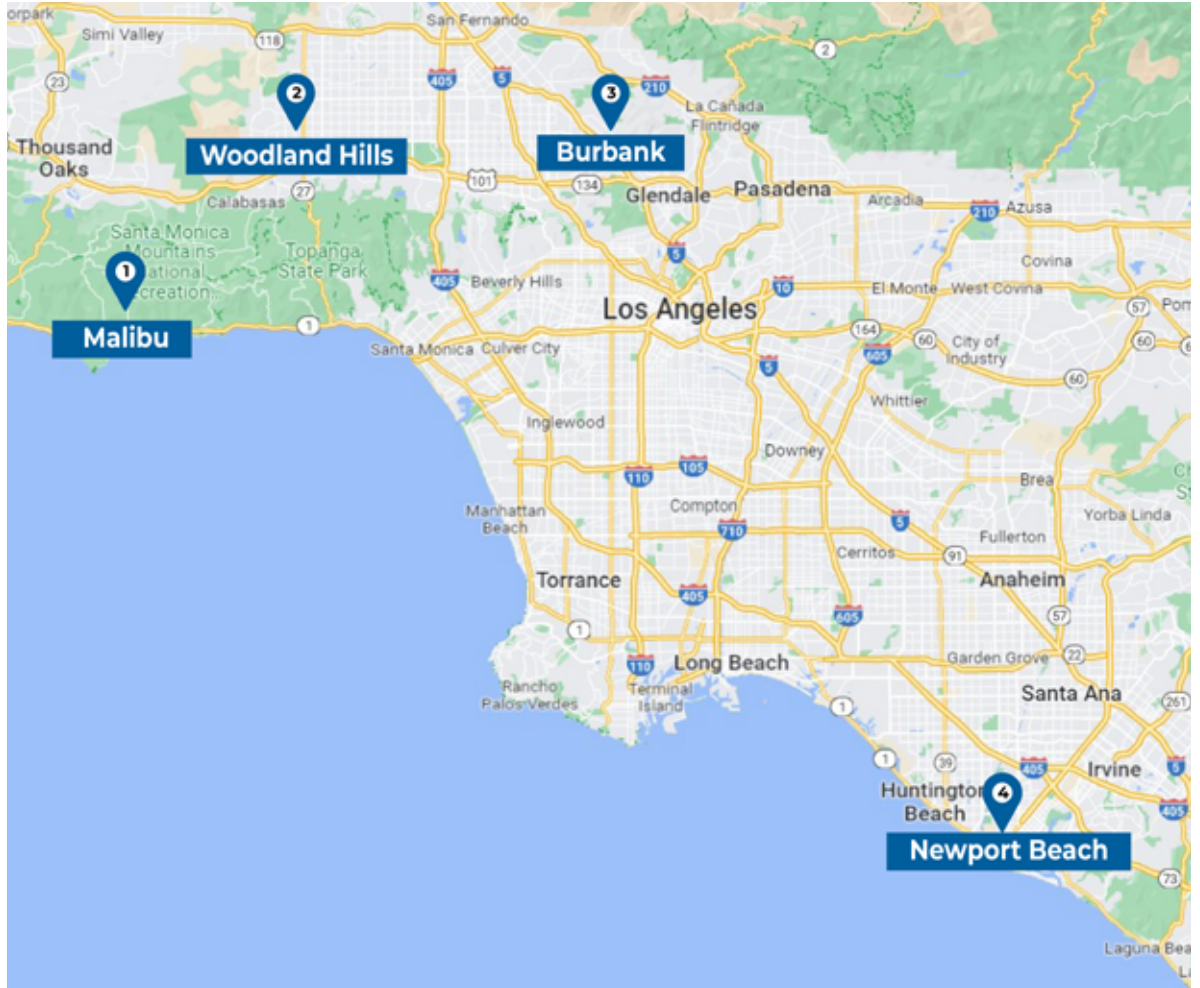 orpark
Simi Valley
118
San Fernando
405
5
2
23
2
3
210
La Cañada
Flintridge
Thousand
Oaks
Woodland Hills
Burbank
101
134
27
Calabasas
Glendale
Pasadena
Arcadia
210
Azusa
Santa Monica
Mountains
ational
creation...
Topanga
State Park
5
Covina
1
405
Beverly Hills
10
El Monte
West Covina
57
Pom
Los Angeles
Malibu
1
Santa Monica
Culver City
164
60
City of
Industry
60
6
605
5
60
Whittier
Inglewood
Downey
105
110
Brea
Ch
S
Manhattan
Beach
Compton
710
5
Yorba Linda
Fullerton
Cerritos
91
Torrance
405
Anaheim
605
57
1
110
Long Beach
Garden Grove
22
Rancho
Palos Verdes
Terminal
Island
Santa Ana
261
1
1
39
405
Irvine
5
Huntington
Beach
4
405
Newport Beach
73
Laguna Bea
L